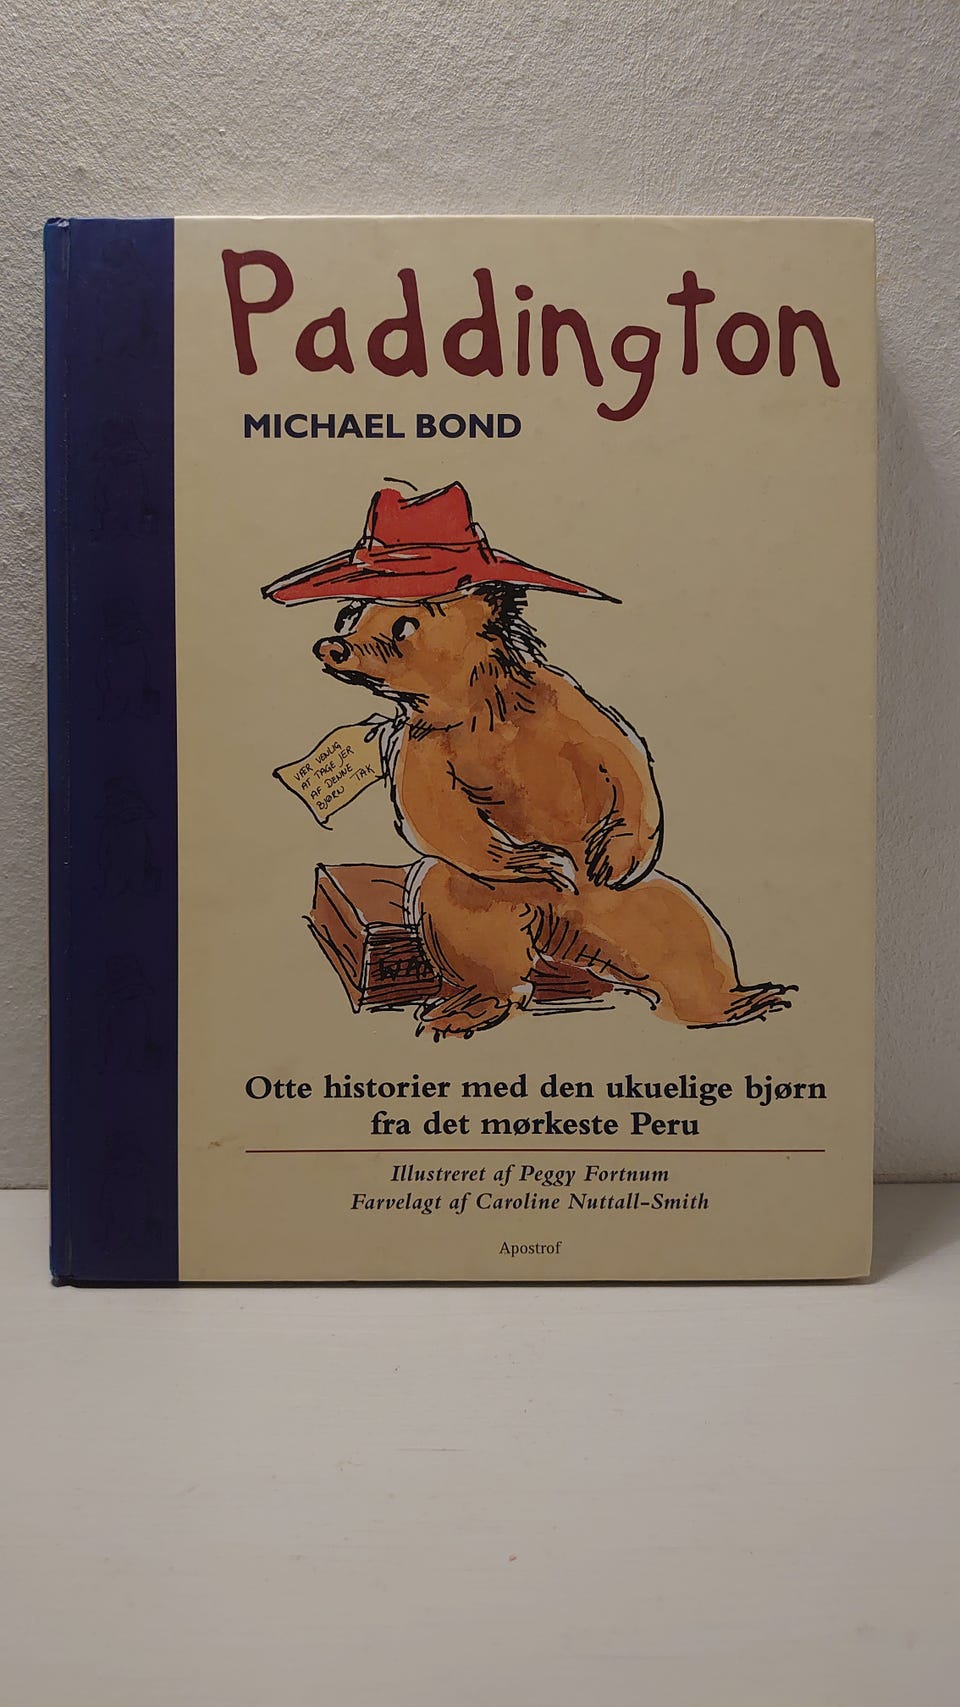 Paddington
MICHAEL BOND
VÆR VENLIG
AT TAGE JER
AF DENNE
BJØRN TAK
WAN
Otte historier med den ukuelige bjørn
fra det mørkeste Peru
Illustreret af Peggy Fortnum
Farvelagt af Caroline Nuttall-Smith
Apostrof